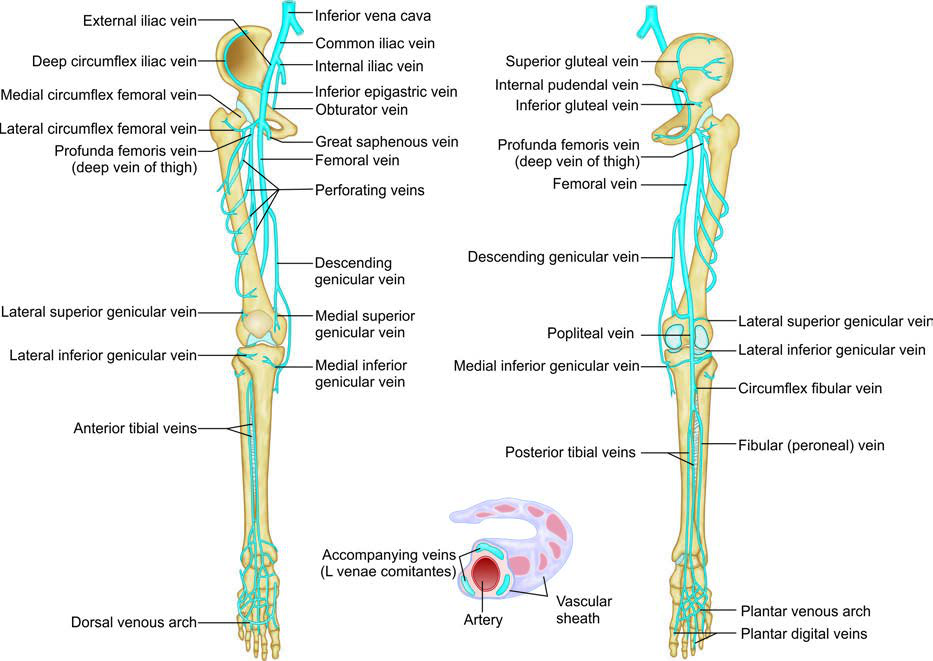 External iliac vein
Inferior vena cava
Common iliac vein
Deep circumflex iliac vein
Internal iliac vein
Medial circumflex femoral vein
Inferior epigastric vein
Obturator vein
Lateral circumflex femoral vein
Great saphenous vein
Profunda femoris vein
(deep vein of thigh)
Femoral vein
Perforating veins
Descending
genicular vein
Lateral superior genicular vein
Medial superior
genicular vein
Lateral inferior genicular vein
Medial inferior
genicular vein
Anterior tibial veins
Dorsal venous arch
Superior gluteal vein
Internal pudendal vein
Inferior gluteal vein
Profunda femoris vein
(deep vein of thigh)
Femoral vein
Descending genicular vein
Popliteal vein
Lateral superior genicular vein
Lateral inferior genicular vein
Medial inferior genicular vein
Circumflex fibular vein
Posterior tibial veins
Fibular (peroneal) vein
Plantar venous arch
Plantar digital veins
Accompanying veins
(L venae comitantes)
Artery
Vascular
sheath